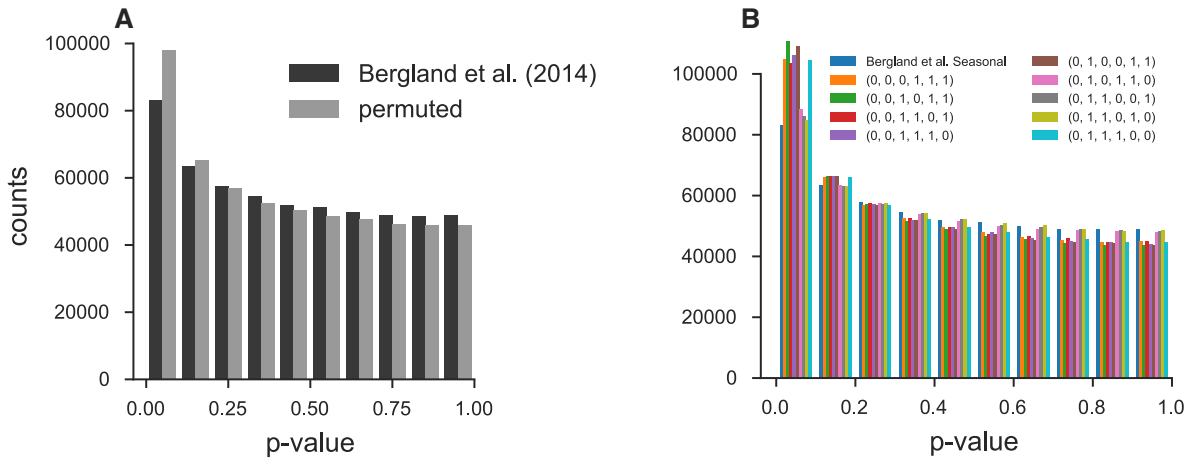 A
100000
80000
60000
40000
20000
0
counts
Bergland et al. (2014)
permuted
0.00 0.25 0.50 0.75 1.00
p-value
B
100000
80000
60000
40000
20000
0
Bergland et al. Seasonal
(0, 0, 0, 1, 1, 1)
(0, 0, 1, 0, 1, 1)
(0, 0, 1, 1, 0, 1)
(0, 0, 1, 1, 1, 0)
(0, 1, 0, 0, 1, 1)
(0, 1, 0, 1, 1, 0)
(0, 1, 1, 0, 0, 1)
(0, 1, 1, 0, 1, 0)
(0, 1, 1, 1, 0, 0)
0.0 0.2 0.4 0.6 0.8 1.0
p-value